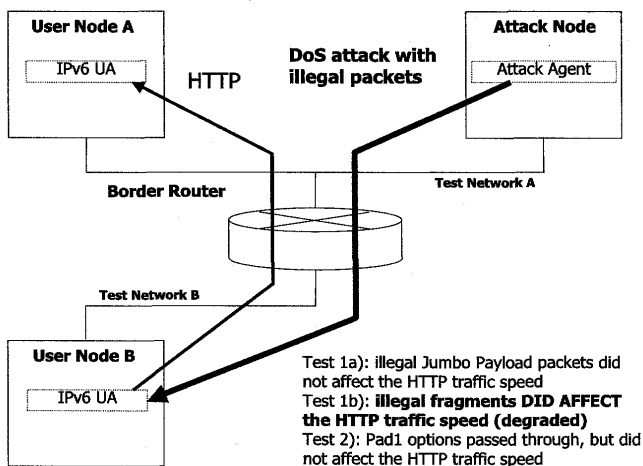 User Node A
IPv6 UA
HTTP
DoS attack with
illegal packets
Attack Node
Attack Agent
Border Router
Test Network A
Test Network B
User Node B
IPv6 UA
Test 1a): illegal Jumbo Payload packets did
not affect the HTTP traffic speed
Test 1b): illegal fragments DID AFFECT
the HTTP traffic speed (degraded)
Test 2): Pad1 options passed through, but did
not affect the HTTP traffic speed